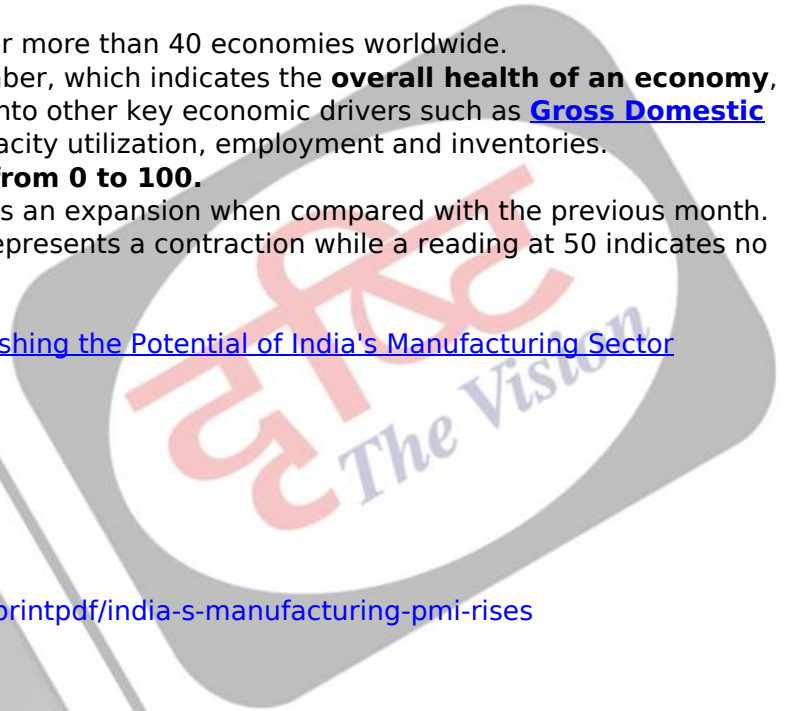 r more than 40 economies worldwide.
ber, which indicates the overall health of an economy,
nto other key economic drivers such as Gross Domestic
acity utilization, employment and inventories.
from 0 to 100.
s an expansion when compared with the previous month.
epresents a contraction while a reading at 50 indicates no
shing the Potential of India's Manufacturing Sector
दृष्टि
The Vision
printpdf/india-s-manufacturing-pmi-rises